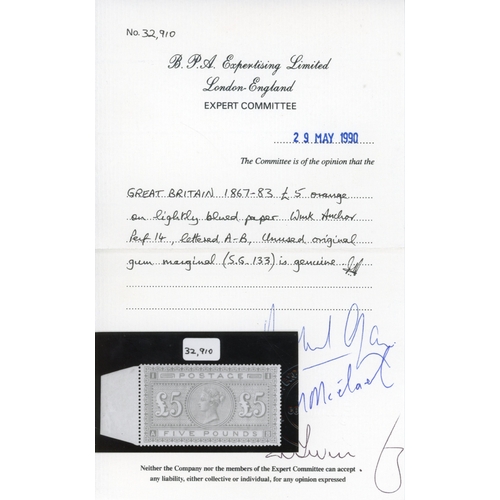 No. 32,910
B.P.A. Expertising Limited
London-England
EXPERT COMMITTEE
29 MAY 1990
The Committee is of the opinion that the
GREAT BRITAIN 1867-83 £5 orange
on lightly blued paper Wmk Anchor
Perf. 14, lettered A-B, Unused original
gum marginal (S.G. 133) is genuine
32,910
POSTAGE
£5 £5
FIVE POUNDS
Neither the Company nor the members of the Expert Committee can accept
any liability, either collective or individual, for any opinion expressed